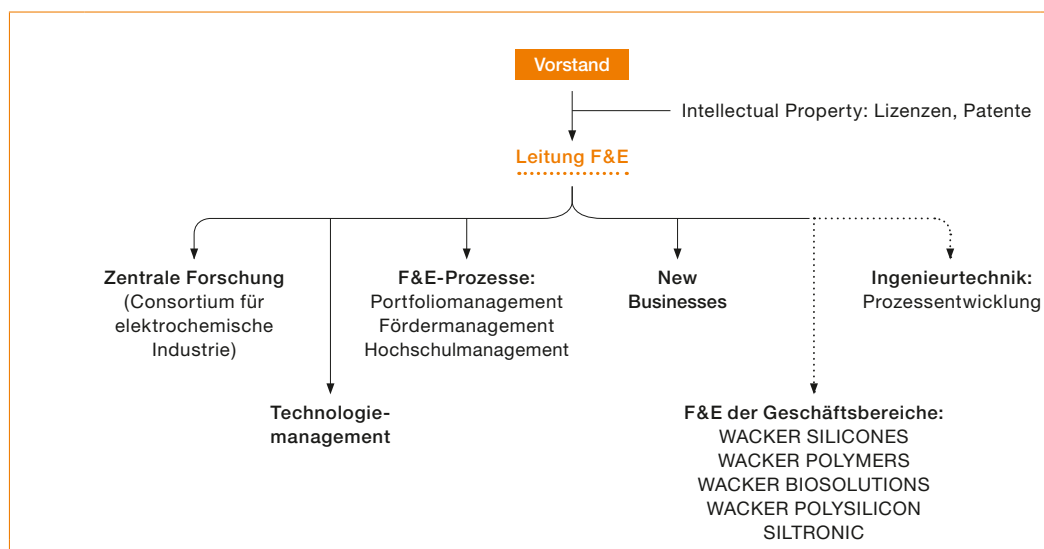 Vorstand
Intellectual Property: Lizenzen, Patente
Leitung F&E
Zentrale Forschung
(Consortium für
elektrochemische
Industrie)
Technologie-
management
F&E-Prozesse:
Portfoliomanagement
Fördermanagement
Hochschulmanagement
New
Businesses
F&E der Geschäftsbereiche:
WACKER SILICONES
WACKER POLYMERS
WACKER BIOSOLUTIONS
WACKER POLYSILICON
SILTRONIC
Ingenieurtechnik:
Prozessentwicklung